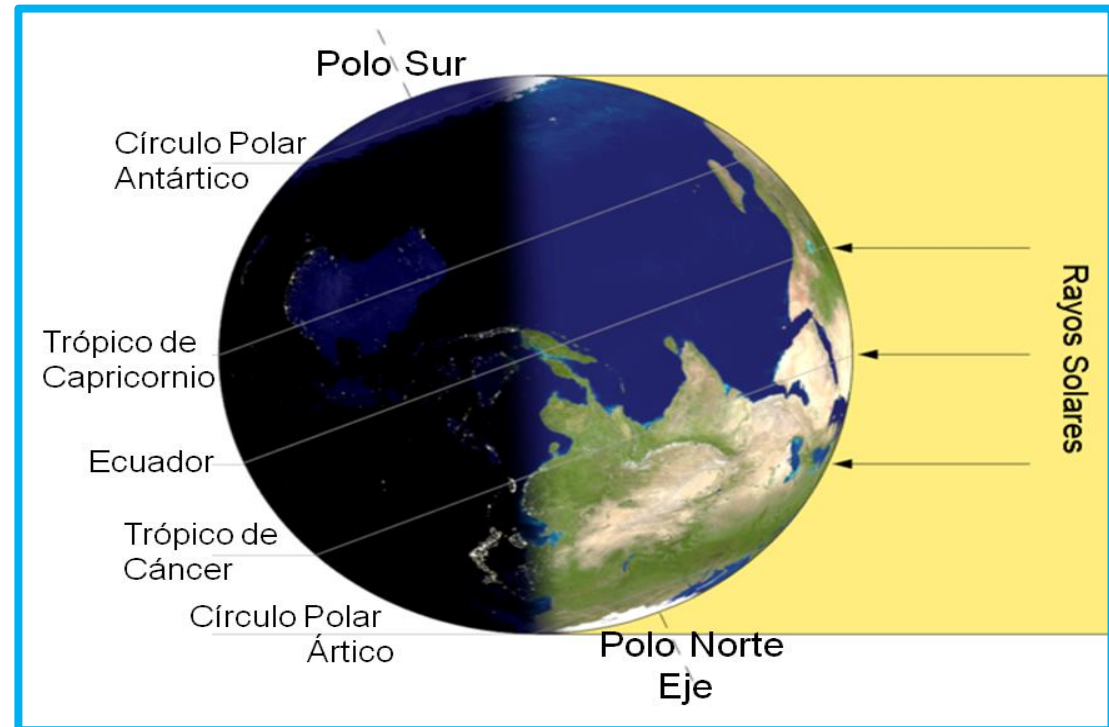 Polo Sur
Círculo Polar
Antártico
Trópico de
Capricornio
Ecuador
Trópico de
Cáncer
Círculo Polar
Ártico
Polo Norte
Eje
Rayos Solares